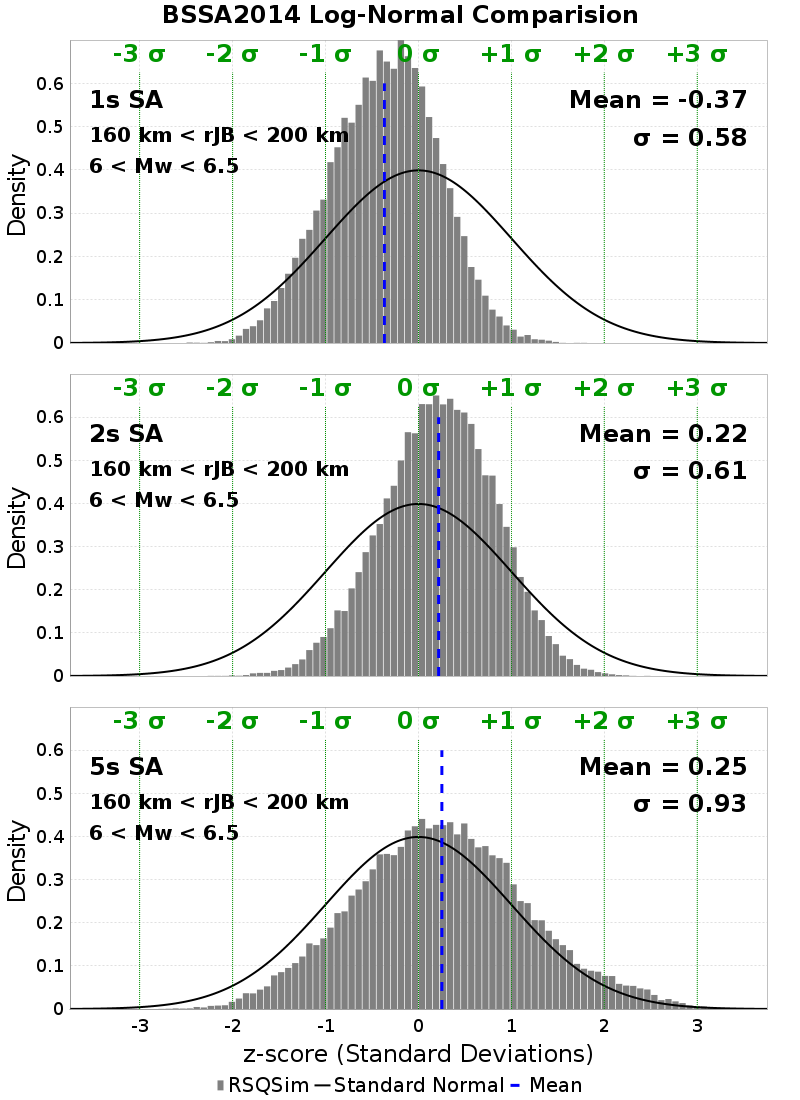 BSSA2014 Log-Normal Comparision
-3 σ -2 σ -1 σ 0 σ +1 σ +2 σ +3 σ
0.6
1s SA Mean = -0.37
0.5
160 km < rJB < 200 km σ = 0.58
6 < Mw < 6.5
0.4
Density
0.3
0.2
0.1
0
-3 σ -2 σ -1 σ 0 σ +1 σ +2 σ +3 σ
0.6
2s SA Mean = 0.22
0.5
160 km < rJB < 200 km σ = 0.61
6 < Mw < 6.5
0.4
Density
0.3
0.2
0.1
0
-3 σ -2 σ -1 σ 0 σ +1 σ +2 σ +3 σ
0.6
5s SA Mean = 0.25
0.5
160 km < rJB < 200 km σ = 0.93
6 < Mw < 6.5
0.4
Density
0.3
0.2
0.1
0
-3 -2 -1 0 1 2 3
z-score (Standard Deviations)
RSQSim Standard Normal Mean